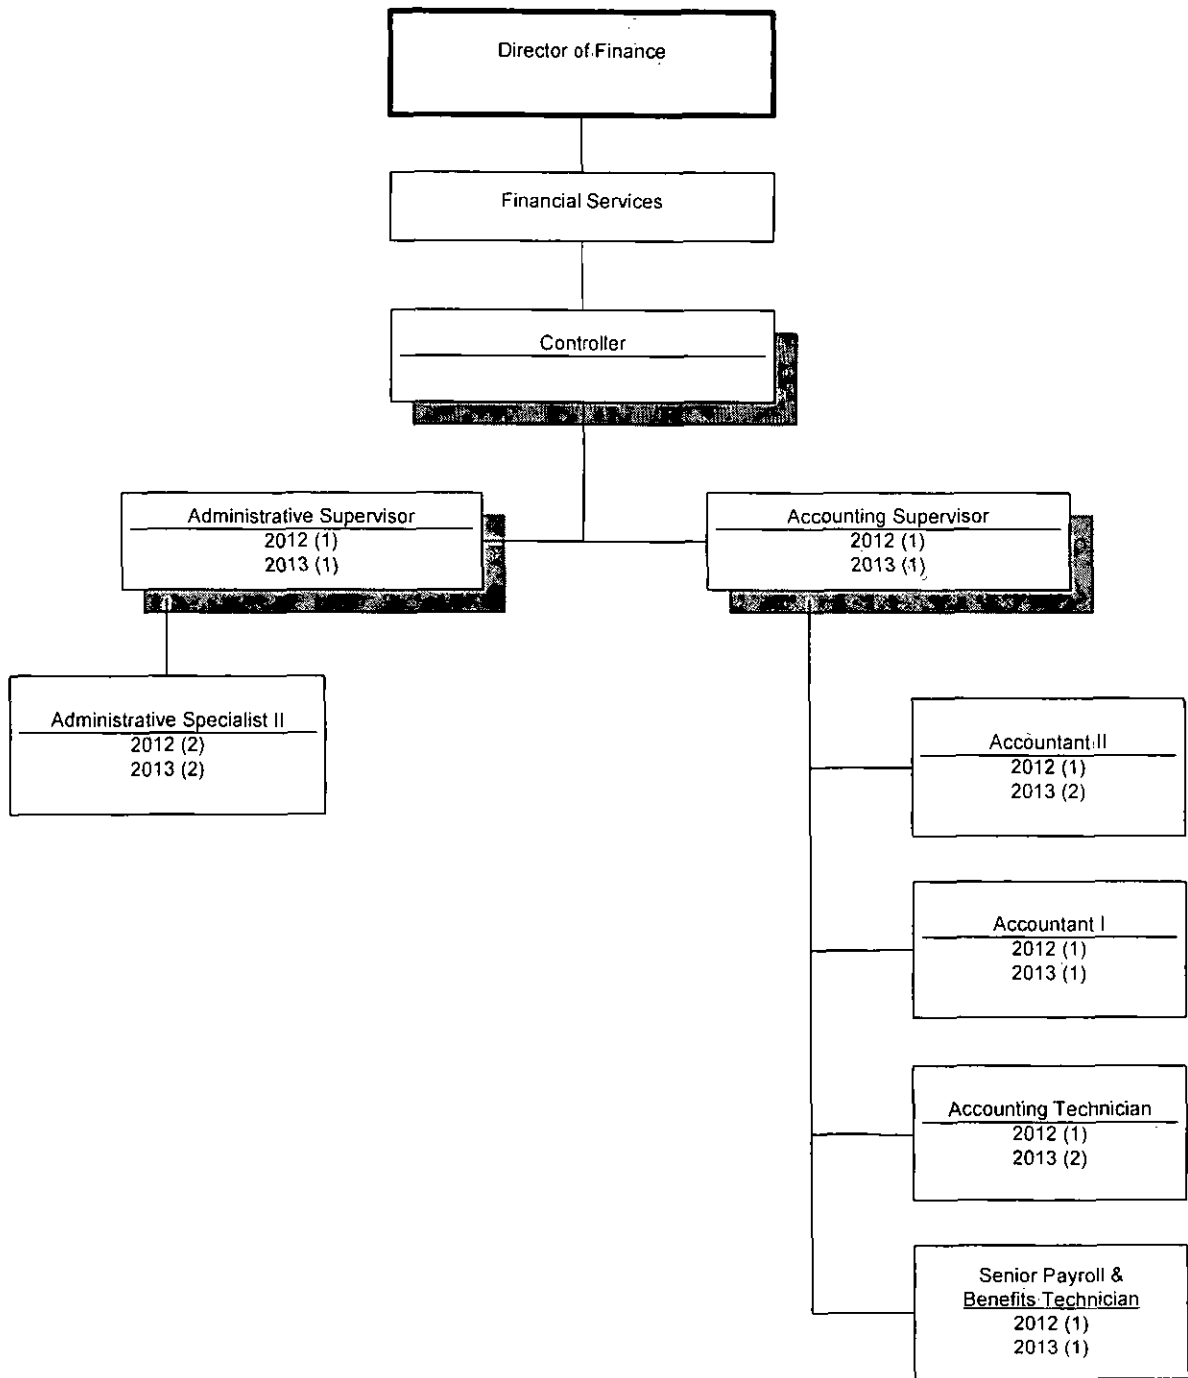 Director of Finance
Financial Services
Controller
Administrative Supervisor
2012 (1)
2013 (1)
Accounting Supervisor
2012 (1)
2013 (1)
Administrative Specialist II
2012 (2)
2013 (2)
Accountant II
2012 (1)
2013 (2)
Accountant I
2012 (1)
2013 (1)
Accounting Technician
2012 (1)
2013 (2)
Senior Payroll &
Benefits Technician
2012 (1)
2013 (1)